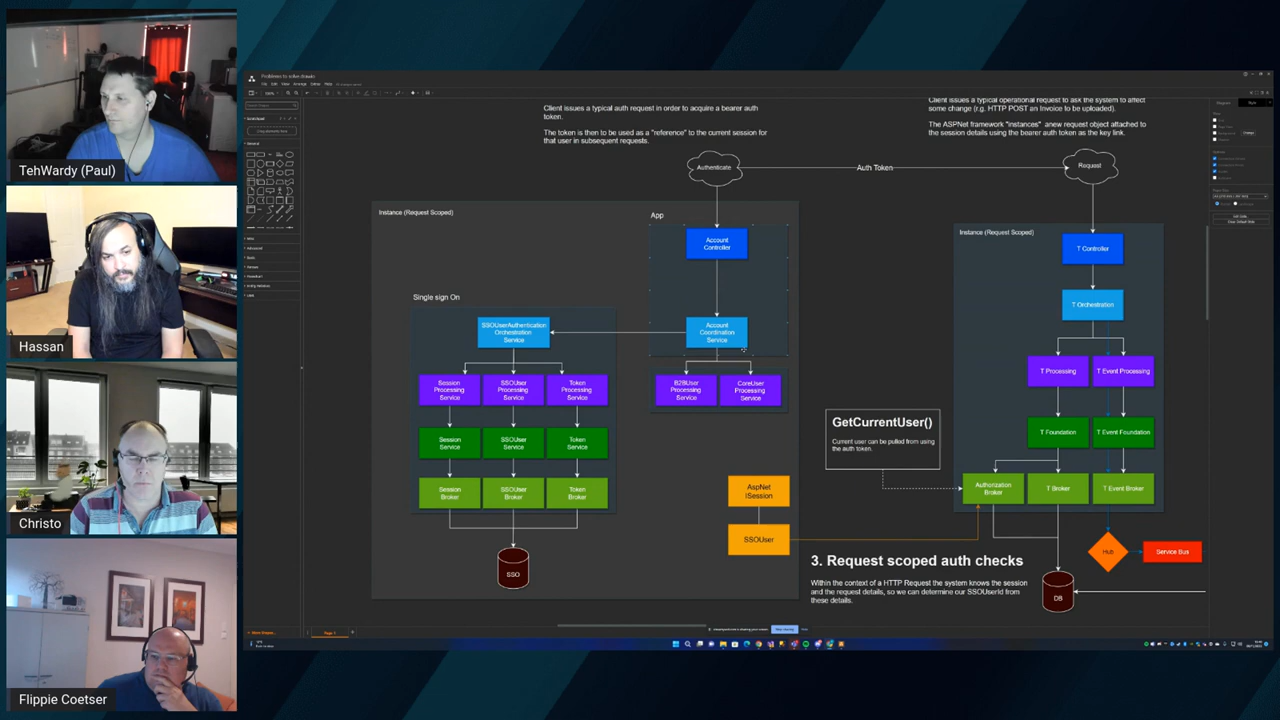 TehWardy (Paul)
Hassan
Christo
Flippie Coetser
Client issues a typical auth request in order to acquire a bearer auth
token.
The token is then to be used as a "reference" to the current session for
that user in subsequent requests.
Client issues a typical operational request to ask the system to affect
some change (e.g. HTTP POST an Invoice to be uploaded).
The ASPNet framework "instances" anew request object attached to
the session details using the bearer auth token as the key link.
Authenticate
Auth Token
Request
Instance (Request Scoped)
App
Account
Controller
Single sign On
SSOUserAuthentication
Orchestration
Service
Account
Coordination
Service
Session
Processing
Service
SSOUser
Processing
Service
Token
Processing
Service
B2BUser
Processing
Service
CoreUser
Processing
Service
Session
Service
SSOUser
Service
Token
Service
Session
Broker
SSOUser
Broker
Token
Broker
SSO
AspNet
ISession
SSOUser
Instance (Request Scoped)
T Controller
T Orchestration
T Processing
T Event Processing
T Foundation
T Event Foundation
Authorization
Broker
T Broker
T Event Broker
GetCurrentUser()
Current user can be pulled from using
the auth token.
Hub
Service Bus
DB
3. Request scoped auth checks
Within the context of a HTTP Request the system knows the session
and the request details, so we can determine our SSOUserId from
these details.